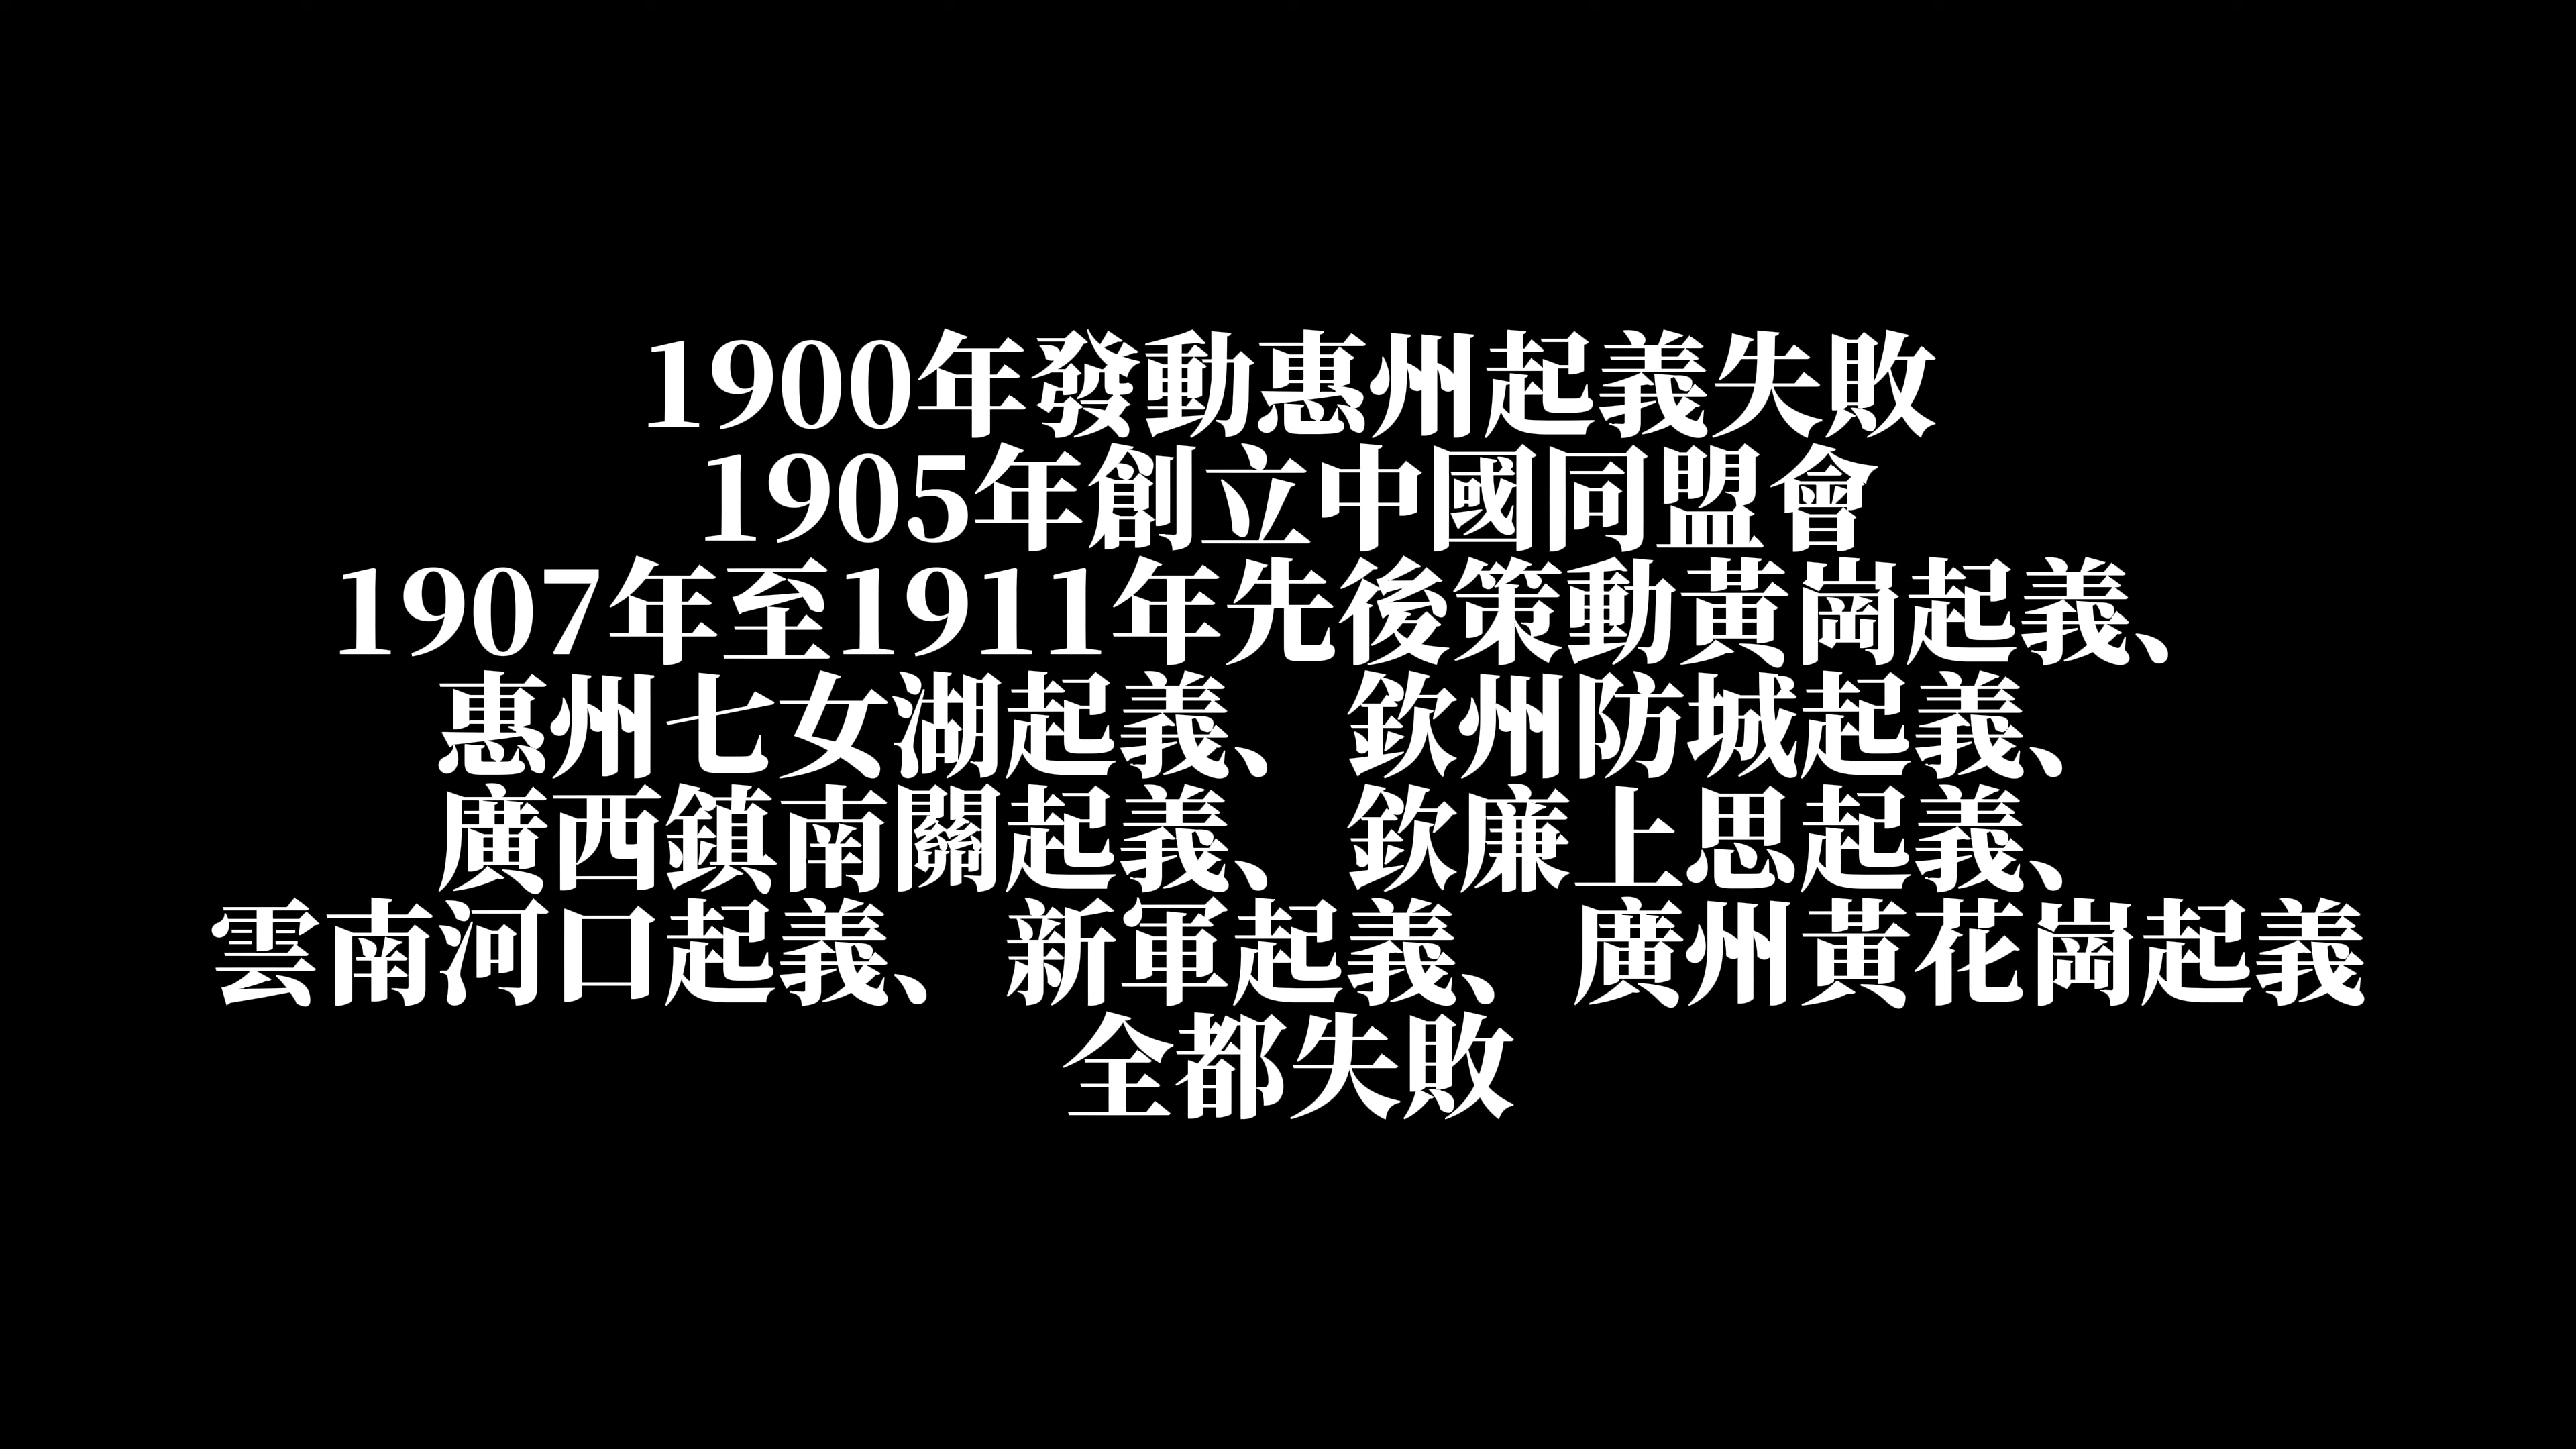 1900年發動惠州起義失敗
1905年創立中國同盟會
1907年至1911年先後策動黃崗起義、
惠州七女湖起義、欽州防城起義、
廣西鎮南關起義、欽廉上思起義、
雲南河口起義、新軍起義、廣州黃花崗起義
全都失敗